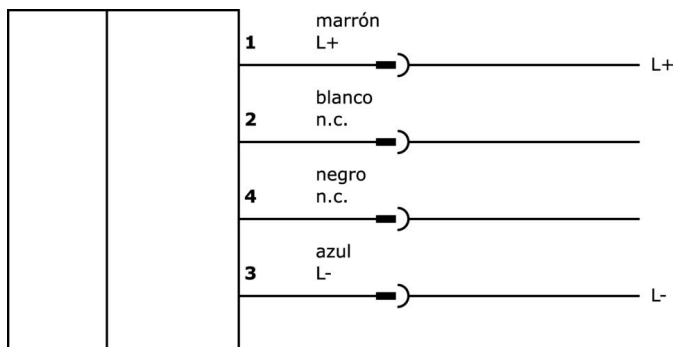 marrón
1 L+
L+
blanco
2 n.c.
negro
4 n.c.
azul
3 L-
L-